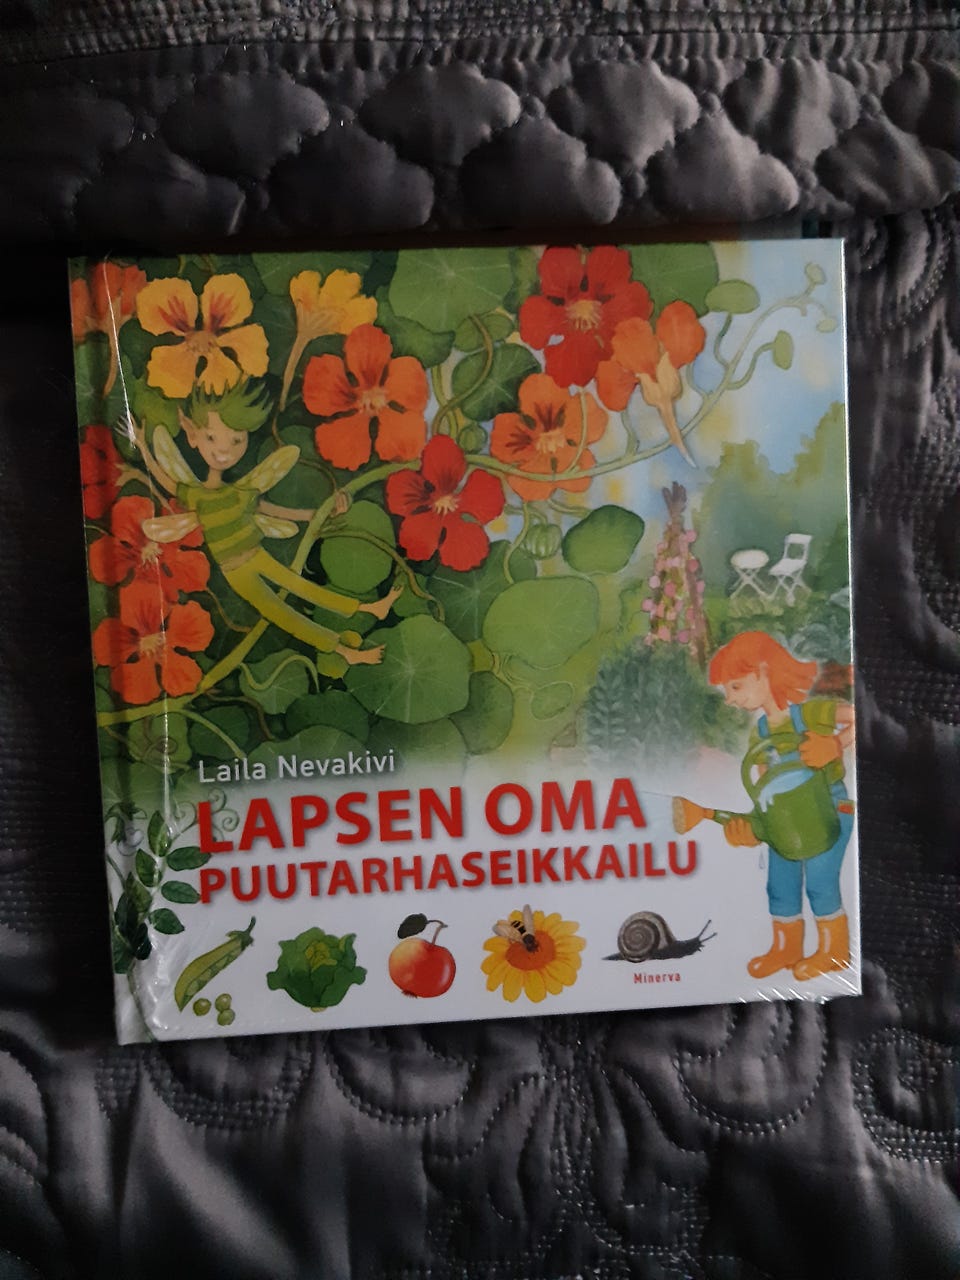 Laila Nevakivi
LAPSEN OMA
PUUTARHASEIKKAILU
Minerva